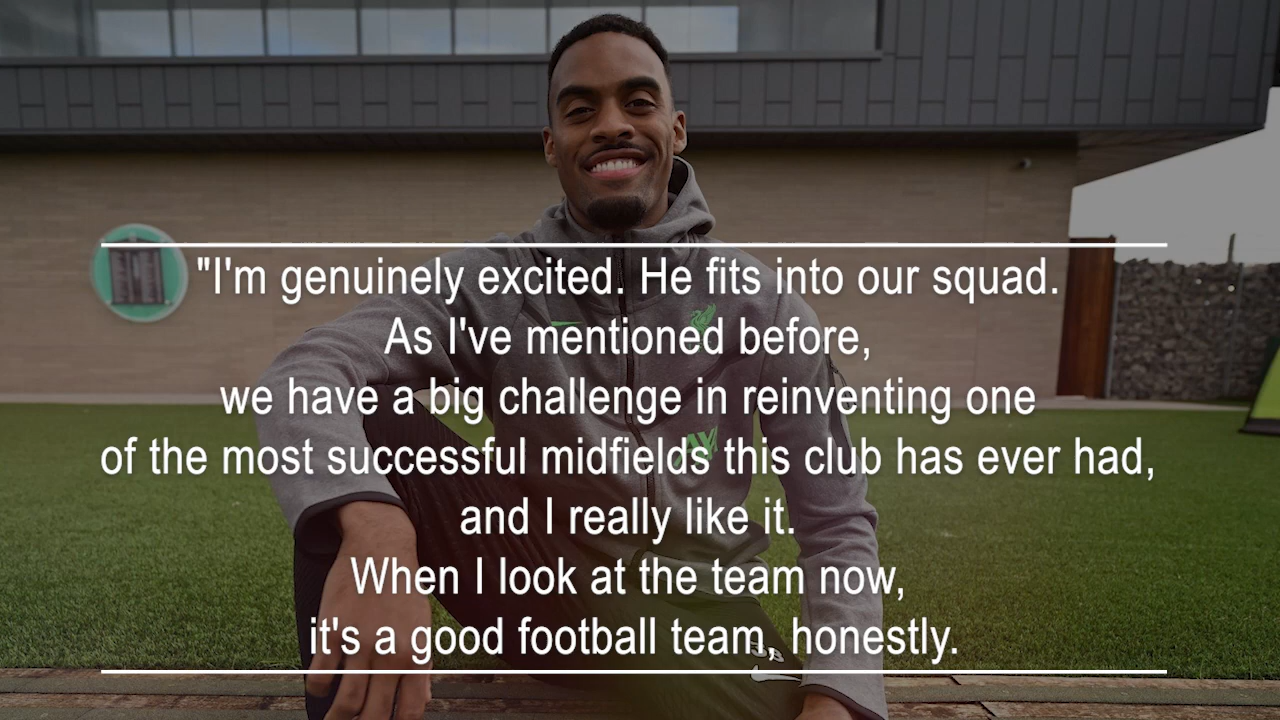 "I'm genuinely excited. He fits into our squad.
As I've mentioned before,
we have a big challenge in reinventing one
of the most successful midfields this club has ever had,
and I really like it.
When I look at the team now,
it's a good football team, honestly.